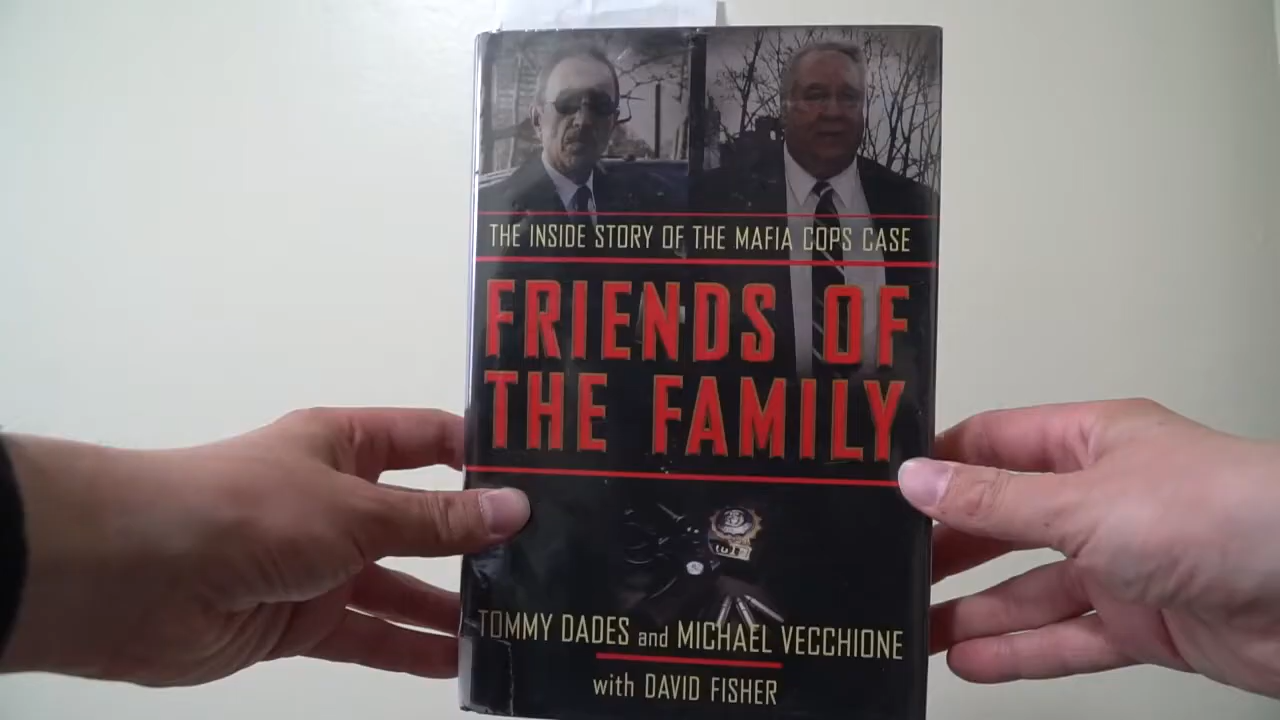 THE INSIDE STORY OF THE MAFIA COPS CASE
FRIENDS OF
THE FAMILY
TOMMY DADES and MICHAEL VECCHIONE
with DAVID FISHER